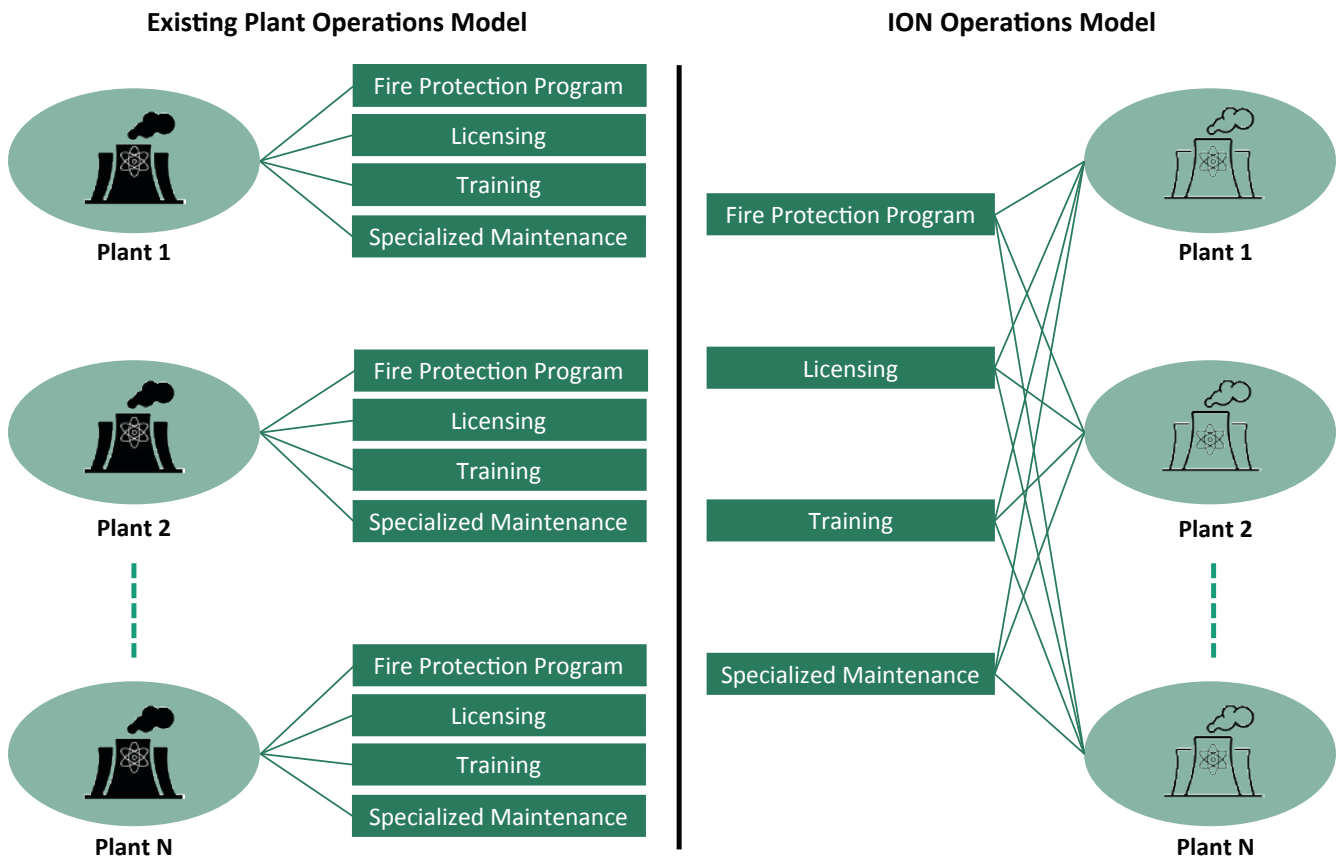 Existing Plant Operations Model
Fire Protection Program
Licensing
Training
Specialized Maintenance
Plant 1
Fire Protection Program
Licensing
Training
Specialized Maintenance
Plant 2
Fire Protection Program
Licensing
Training
Specialized Maintenance
Plant N
ION Operations Model
Fire Protection Program
Licensing
Training
Specialized Maintenance
Plant 1
Plant 2
Plant N